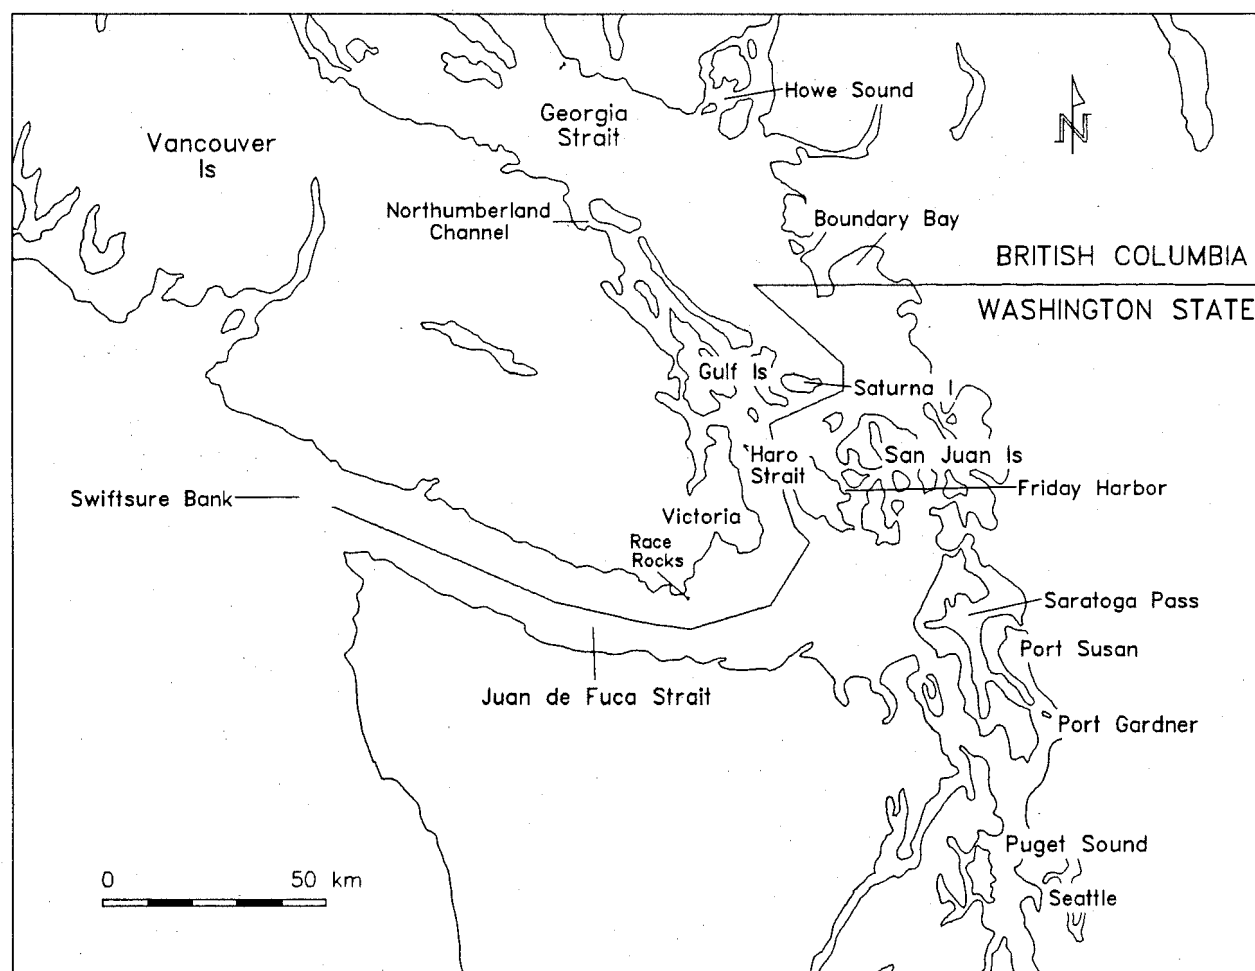 Howe Sound
Georgia
Strait
Vancouver
Is
N
Northumberland
Channel
Boundary Bay
BRITISH COLUMBIA
WASHINGTON STATE
Gulf Is
Saturna I
Haro
Strait
San Juan Is
Friday Harbor
Swiftsure Bank
Victoria
Race
Rocks
Saratoga Pass
Port Susan
Juan de Fuca Strait
Port Gardner
Puget Sound
0 50 km
Seattle